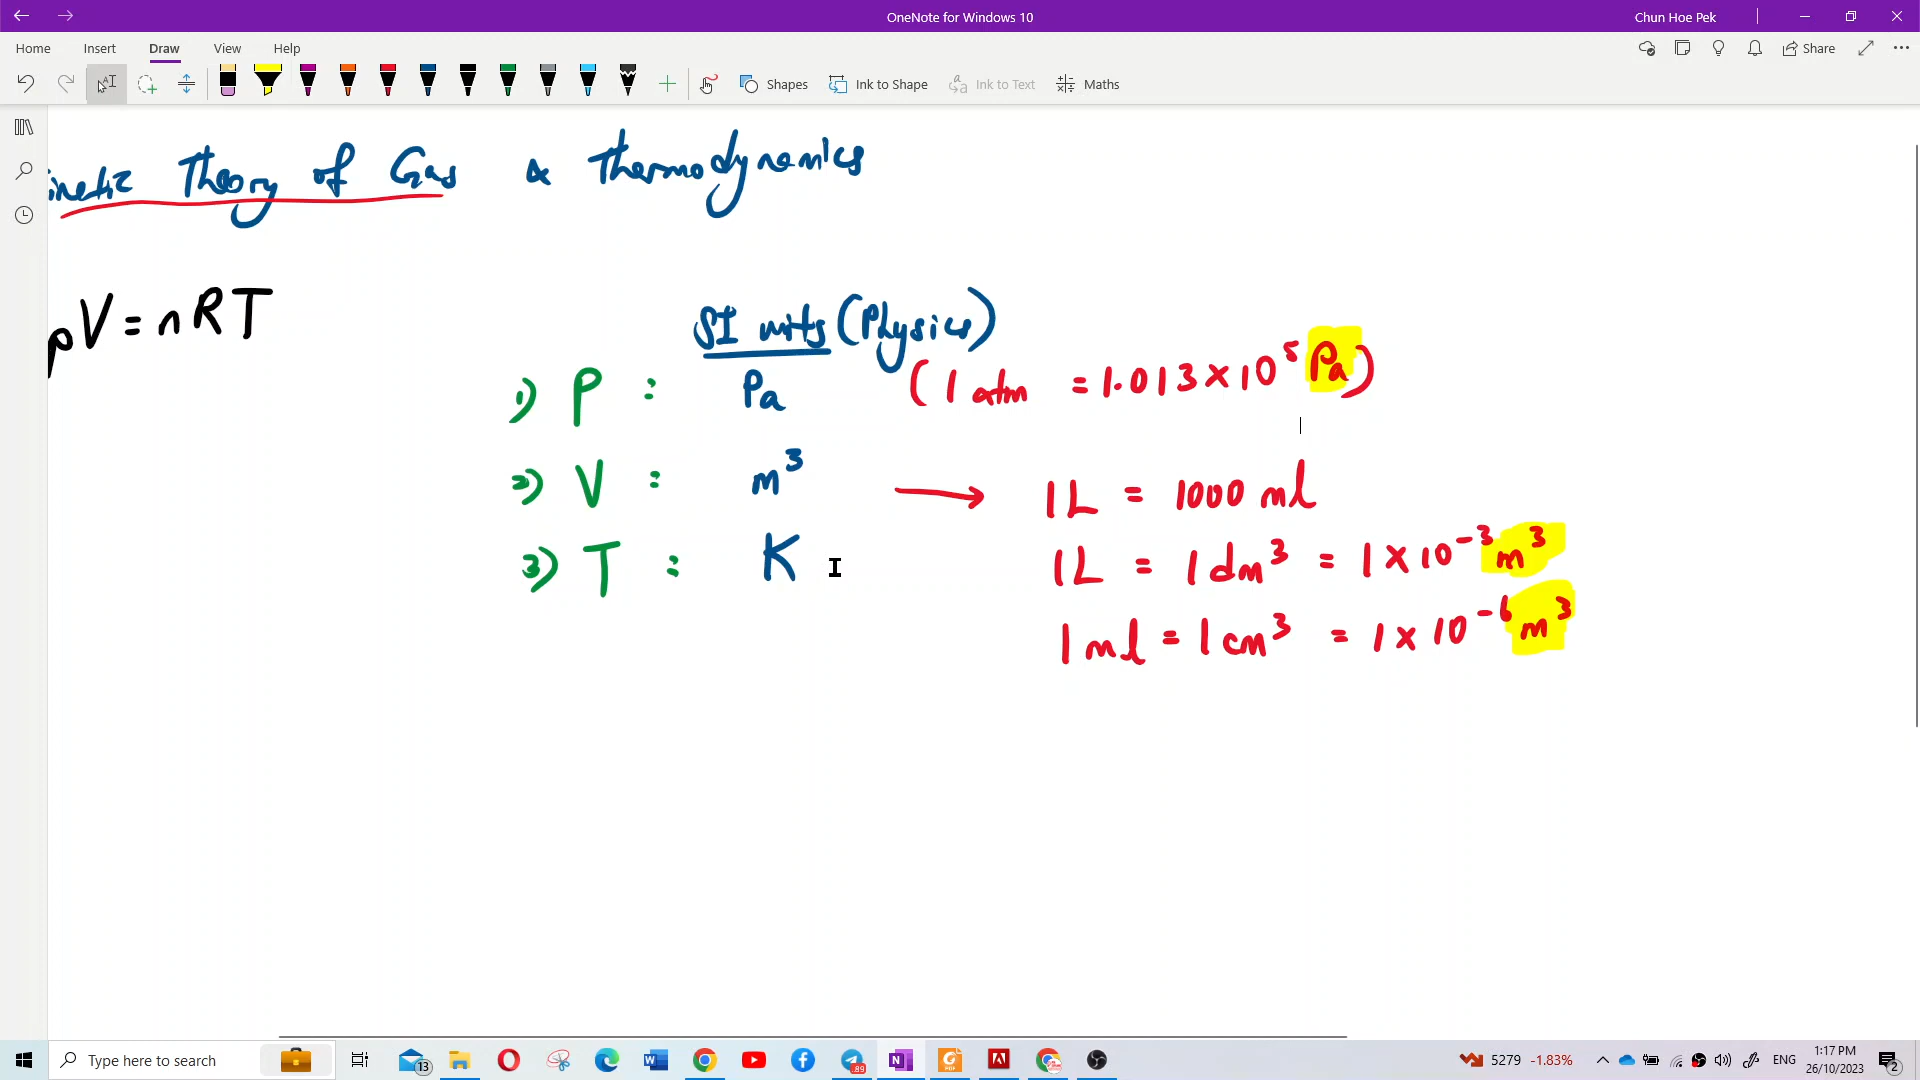 OneNote for Windows 10
Chun Hoe Pek
Home Insert Draw View Help
Share
Shapes Ink to Shape Ink to Text Maths
inetic Theory of Gas & Thermodynamics
pV = nRT
SI units (Physics)
1) P : Pa (1 atm = 1.013 × 10⁵ Pa)
2) V : m³ → 1L = 1000 ml
3) T : K 1L = 1 dm³ = 1 × 10⁻³ m³
1 ml = 1 cm³ = 1 × 10⁻⁶ m³
Type here to search
13
89
5279 -1.83%
ENG
1:17 PM
26/10/2023
2